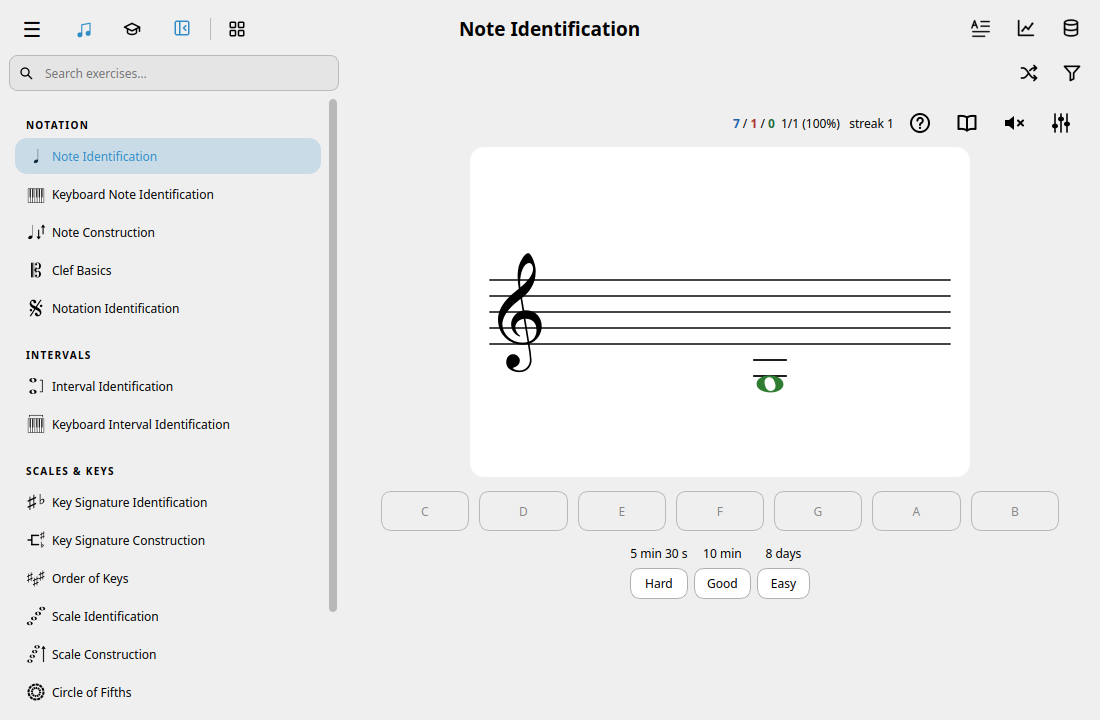 Note Identification
Search exercises...
NOTATION
Note Identification
Keyboard Note Identification
Note Construction
Clef Basics
Notation Identification
INTERVALS
Interval Identification
Keyboard Interval Identification
SCALES & KEYS
Key Signature Identification
Key Signature Construction
Order of Keys
Scale Identification
Scale Construction
Circle of Fifths
7 / 1 / 0 1/1 (100%) streak 1
C D E F G A B
5 min 30 s 10 min 8 days
Hard Good Easy